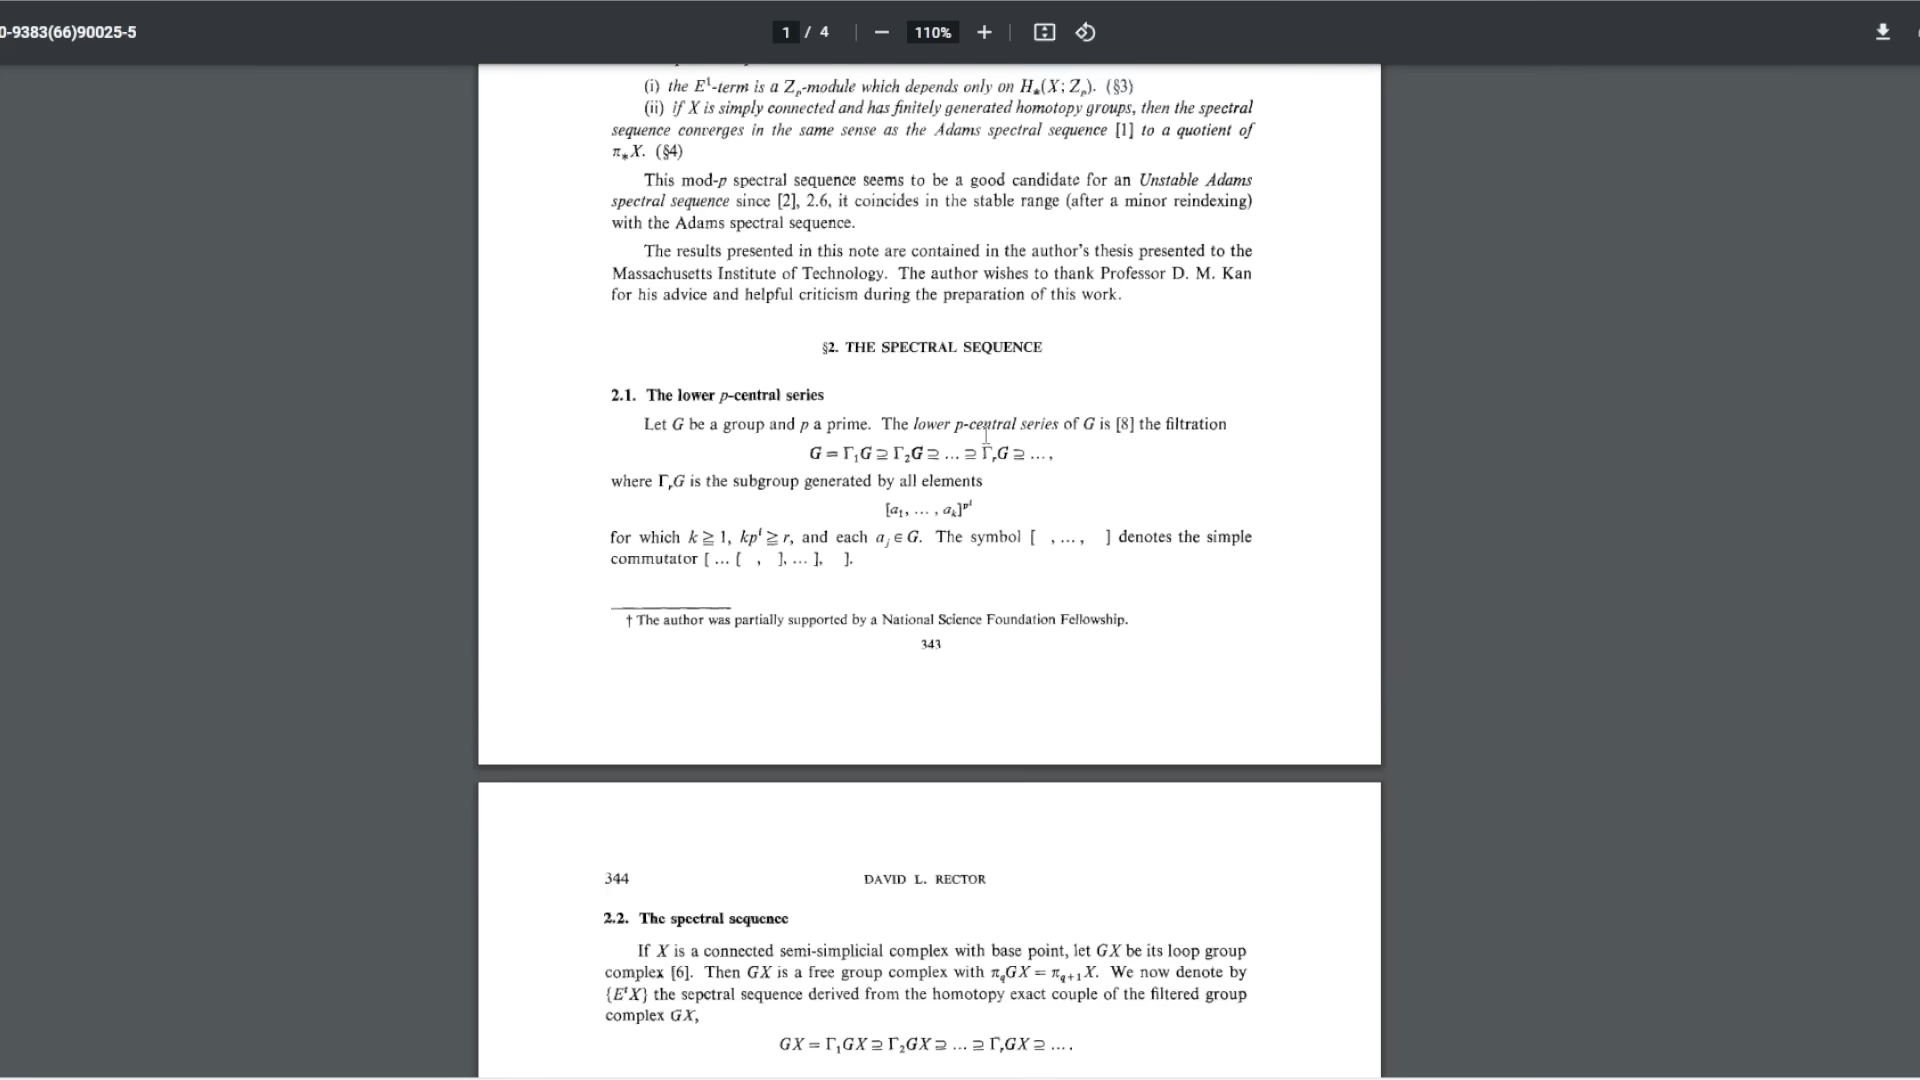 0-9383(66)90025-5
1 / 4
110%
(i) the E¹-term is a Zₚ-module which depends only on H⁎(X; Zₚ). (§3)
(ii) if X is simply connected and has finitely generated homotopy groups, then the spectral
sequence converges in the same sense as the Adams spectral sequence [1] to a quotient of
π⁎X. (§4)
This mod-p spectral sequence seems to be a good candidate for an Unstable Adams
spectral sequence since [2], 2.6, it coincides in the stable range (after a minor reindexing)
with the Adams spectral sequence.
The results presented in this note are contained in the author's thesis presented to the
Massachusetts Institute of Technology. The author wishes to thank Professor D. M. Kan
for his advice and helpful criticism during the preparation of this work.
§2. THE SPECTRAL SEQUENCE
2.1. The lower p-central series
Let G be a group and p a prime. The lower p-central series of G is [8] the filtration
G = Γ₁G ⊇ Γ₂G ⊇ ... ⊇ ΓᵣG ⊇ ...,
where ΓᵣG is the subgroup generated by all elements
[a₁, ... , aₖ]^{p^t}
for which k ≧ 1, kpᵗ ≧ r, and each aⱼ ∈ G. The symbol [ , ... , ] denotes the simple
commutator [ ... [ , ], ... ], ].
† The author was partially supported by a National Science Foundation Fellowship.
343
344 DAVID L. RECTOR
2.2. The spectral sequence
If X is a connected semi-simplicial complex with base point, let GX be its loop group
complex [6]. Then GX is a free group complex with π_qGX = π_{q+1}X. We now denote by
{EʳX} the sepctral sequence derived from the homotopy exact couple of the filtered group
complex GX,
GX = Γ₁GX ⊇ Γ₂GX ⊇ ... ⊇ ΓᵣGX ⊇ ... .